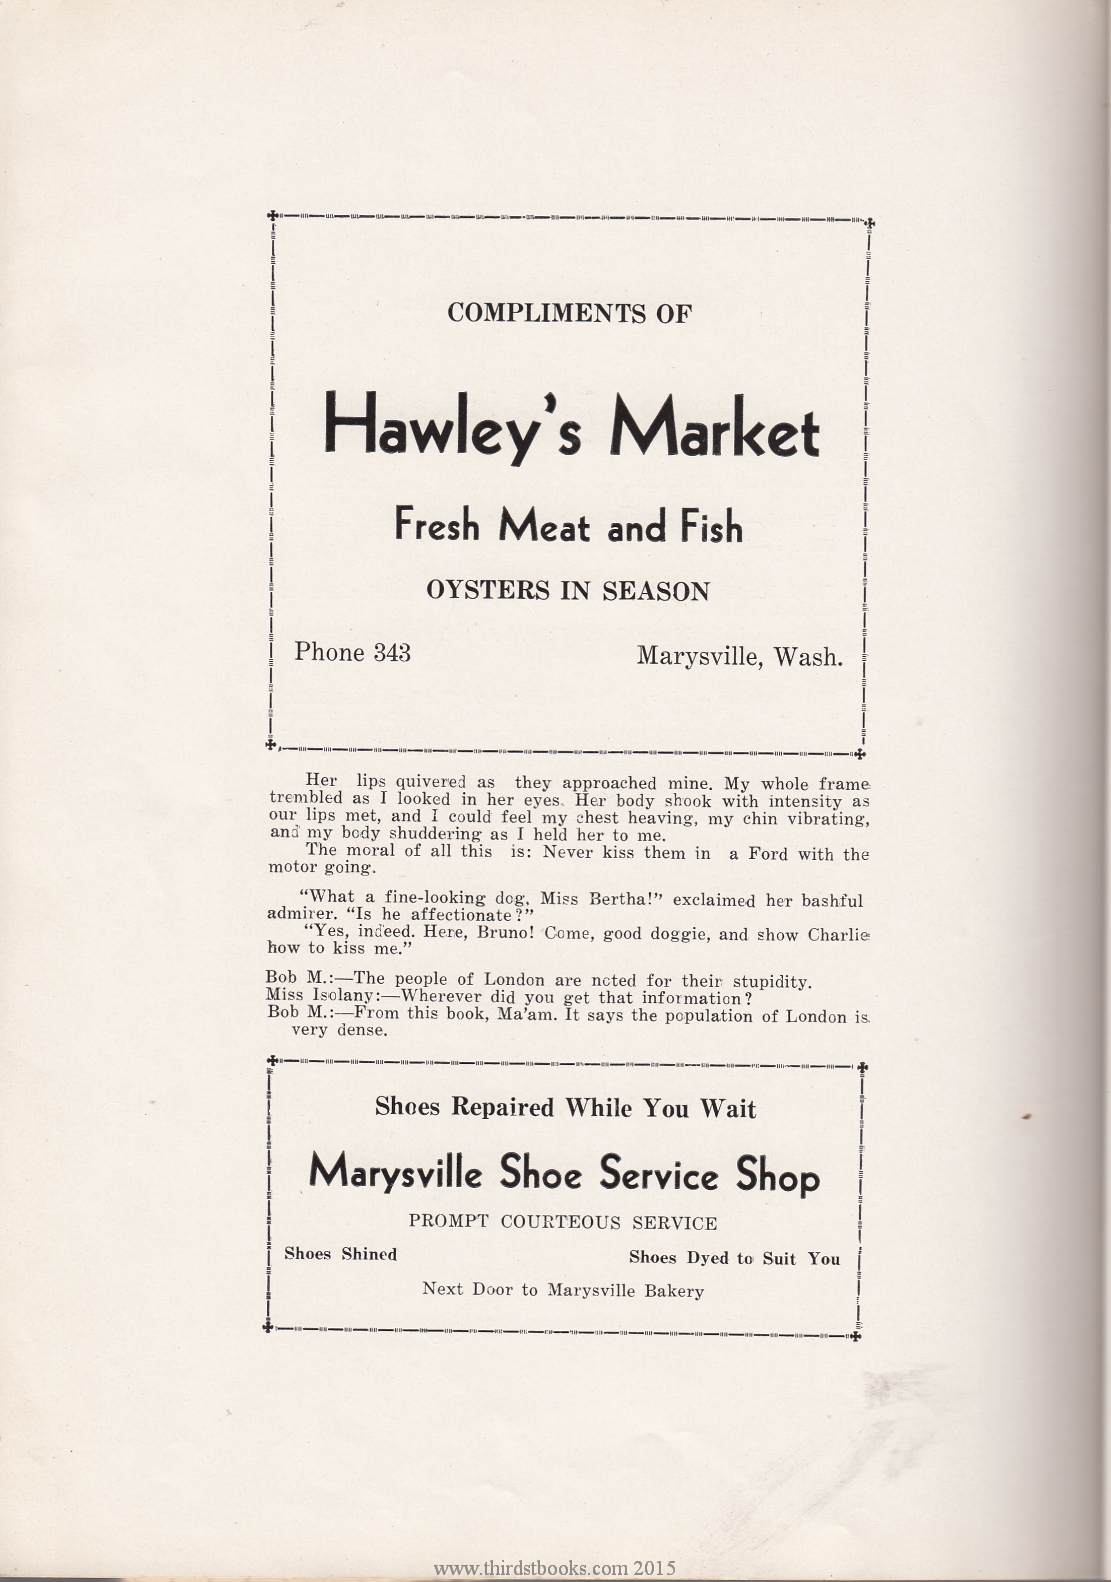 COMPLIMENTS OF
Hawley's Market
Fresh Meat and Fish
OYSTERS IN SEASON
Phone 343 Marysville, Wash.
Her lips quivered as they approached mine. My whole frame
trembled as I looked in her eyes. Her body shook with intensity as
our lips met, and I could feel my chest heaving, my chin vibrating,
and my body shuddering as I held her to me.
The moral of all this is: Never kiss them in a Ford with the
motor going.
"What a fine-looking dog, Miss Bertha!" exclaimed her bashful
admirer. "Is he affectionate?"
"Yes, indeed. Here, Bruno! Come, good doggie, and show Charlie
how to kiss me."
Bob M.:—The people of London are noted for their stupidity.
Miss Isolany:—Wherever did you get that information?
Bob M.:—From this book, Ma'am. It says the population of London is
very dense.
Shoes Repaired While You Wait
Marysville Shoe Service Shop
PROMPT COURTEOUS SERVICE
Shoes Shined Shoes Dyed to Suit You
Next Door to Marysville Bakery
www.thirdstbooks.com 2015